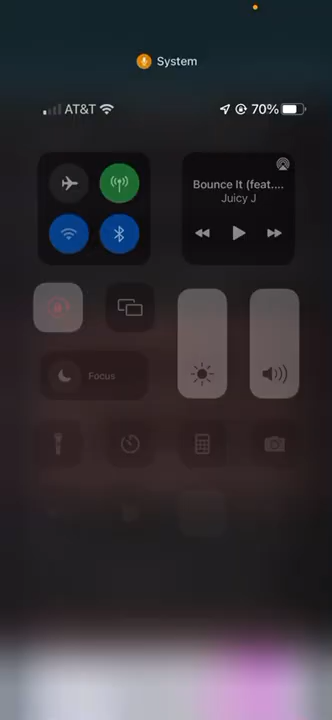 System
AT&T
70%
Bounce It (feat....
Juicy J
Focus